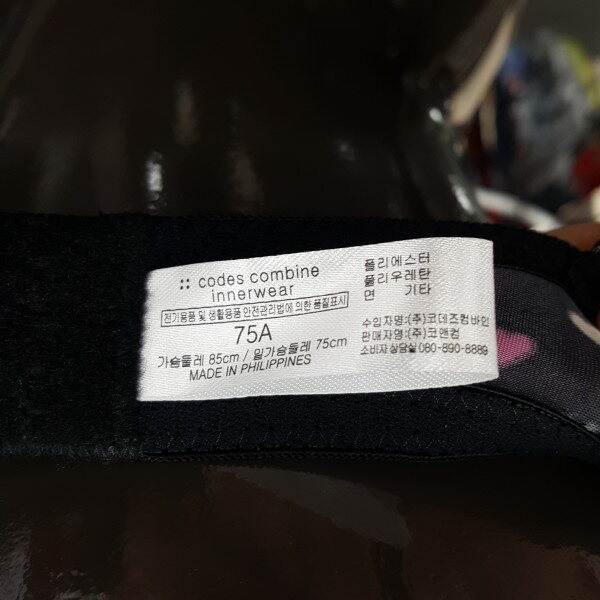 :: codes combine
innerwear
전기용품 및 생활용품 안전관리법에 의한 품질표시
75A
가슴둘레 85cm / 밑가슴둘레 75cm
MADE IN PHILIPPINES
폴리에스터
폴리우레탄
면 기타
수입자명:(주)코데즈컴바인
판매자명:(주)코앤컴
소비자상담실 080-890-8889